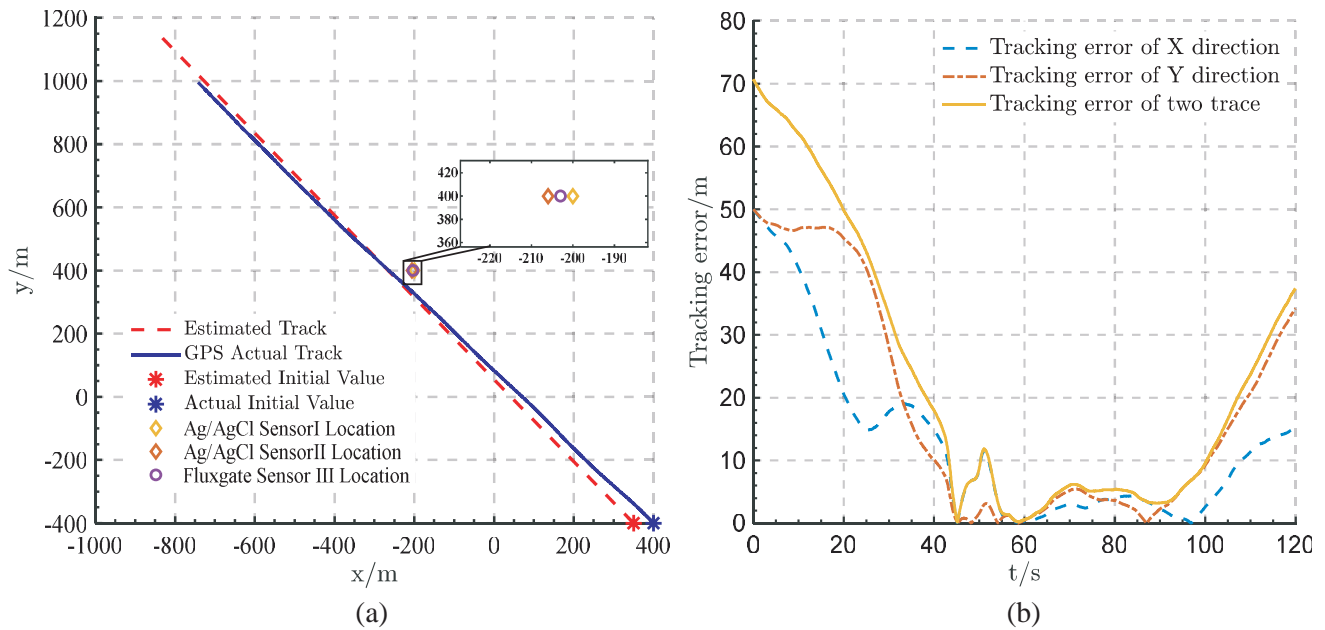 1200
1000
800
600
400
200
0
-200
-400
-1000
-800
-600
-400
-200
0
200
400
y/m
x/m
420
400
380
360
-220
-210
-200
-190
Estimated Track
GPS Actual Track
Estimated Initial Value
Actual Initial Value
Ag/AgCl SensorI Location
Ag/AgCl SensorII Location
Fluxgate Sensor III Location
(a)
80
70
60
50
40
30
20
10
0
0
20
40
60
80
100
120
Tracking error/m
t/s
Tracking error of X direction
Tracking error of Y direction
Tracking error of two trace
(b)